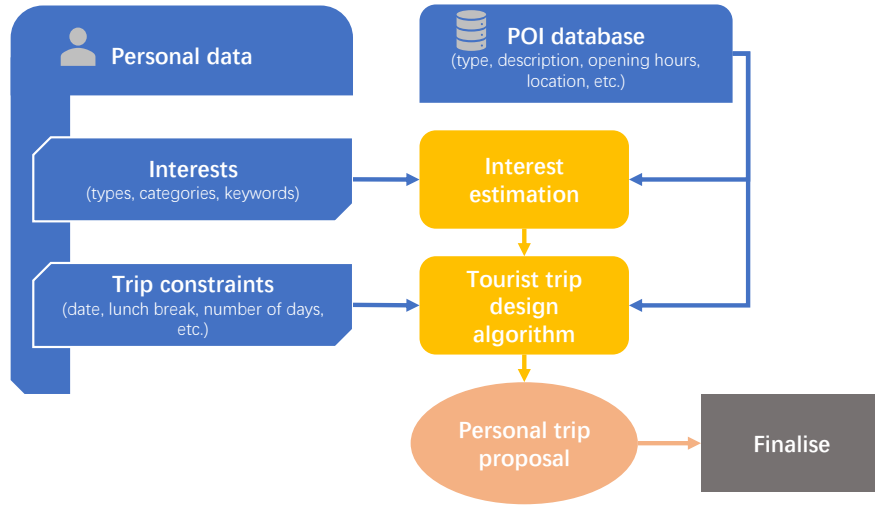 Personal data
POI database
(type, description, opening hours,
location, etc.)
Interests
(types, categories, keywords)
Interest
estimation
Trip constraints
(date, lunch break, number of days,
etc.)
Tourist trip
design
algorithm
Personal trip
proposal
Finalise